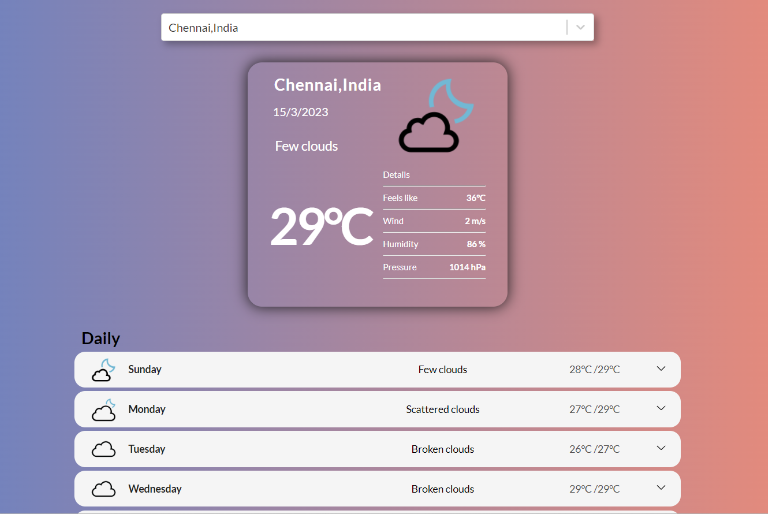 Chennai,India
Chennai,India
15/3/2023
Few clouds
29°C
Details
Feels like 36°C
Wind 2 m/s
Humidity 86 %
Pressure 1014 hPa
Daily
Sunday Few clouds 28°C /29°C
Monday Scattered clouds 27°C /29°C
Tuesday Broken clouds 26°C /27°C
Wednesday Broken clouds 29°C /29°C